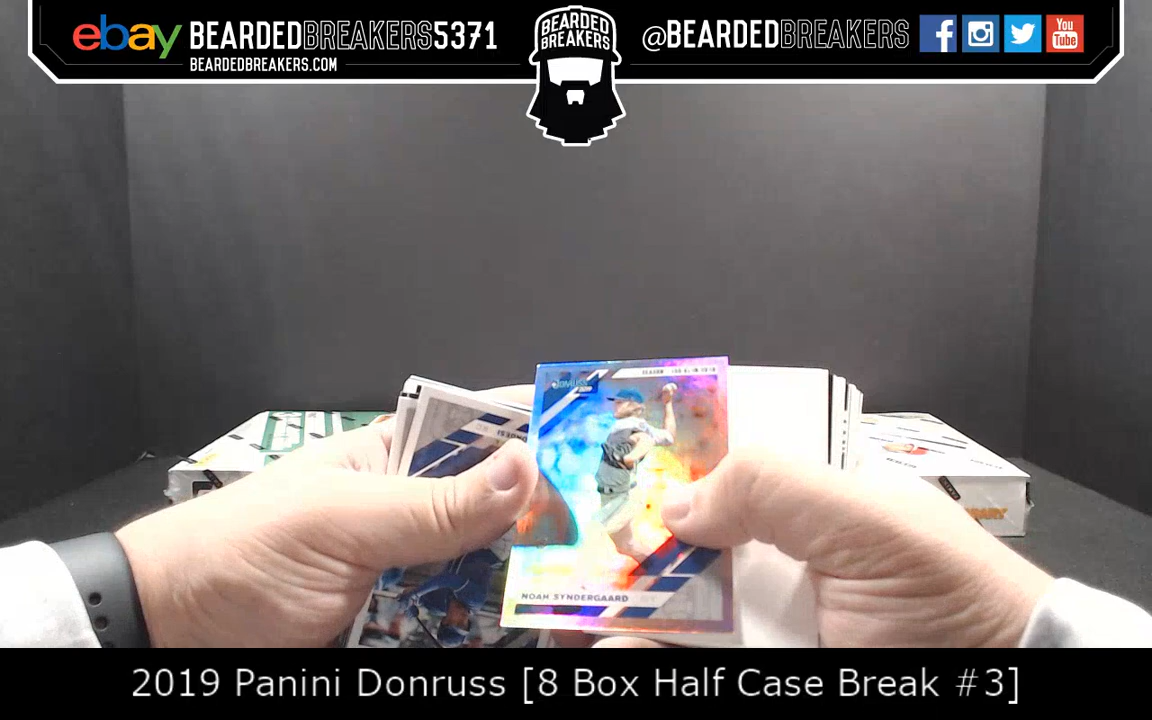 ebay BEARDEDBREAKERS5371
BEARDEDBREAKERS.COM
BEARDED
BREAKERS
@BEARDEDBREAKERS
f
You
Tube
DONRUSS
NOAH SYNDERGAARD
2019 Panini Donruss [8 Box Half Case Break #3]